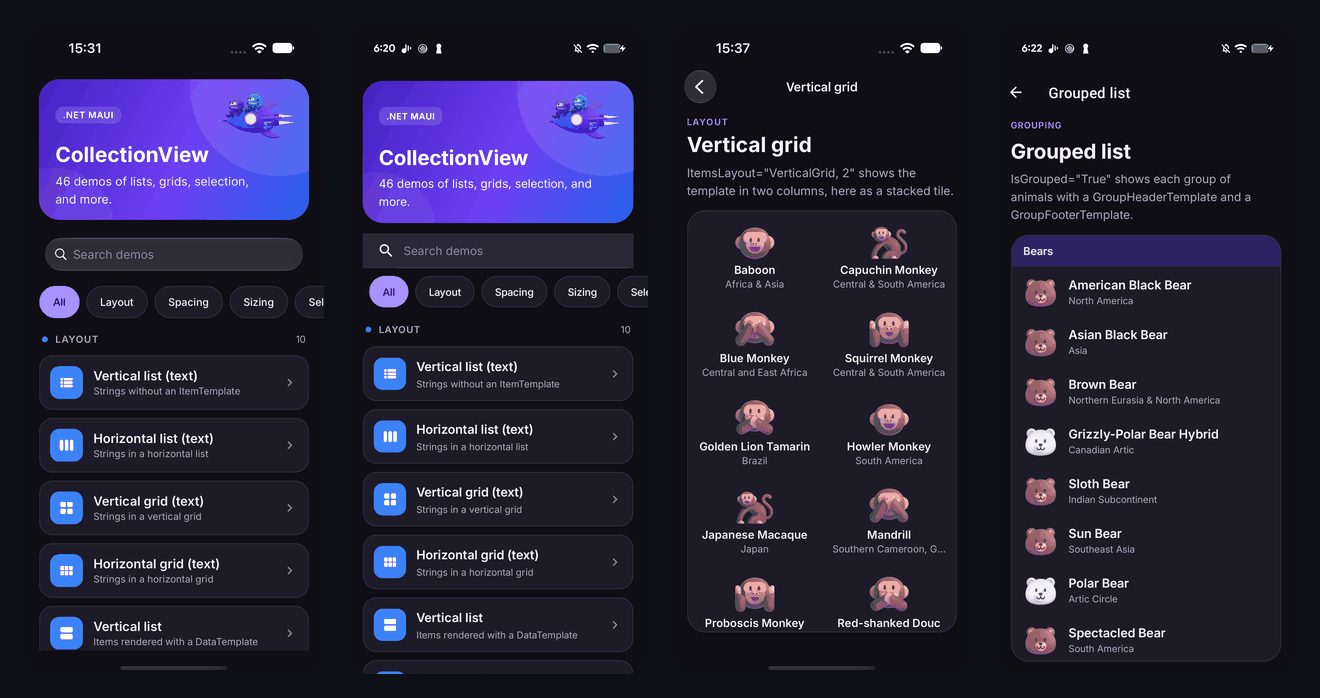 15:31
.NET MAUI
CollectionView
46 demos of lists, grids, selection,
and more.
Search demos
All
Layout
Spacing
Sizing
Sel
LAYOUT
10
Vertical list (text)
Strings without an ItemTemplate
Horizontal list (text)
Strings in a horizontal list
Vertical grid (text)
Strings in a vertical grid
Horizontal grid (text)
Strings in a horizontal grid
Vertical list
Items rendered with a DataTemplate
6:20
.NET MAUI
CollectionView
46 demos of lists, grids, selection, and
more.
Search demos
All
Layout
Spacing
Sizing
Sele
LAYOUT
10
Vertical list (text)
Strings without an ItemTemplate
Horizontal list (text)
Strings in a horizontal list
Vertical grid (text)
Strings in a vertical grid
Horizontal grid (text)
Strings in a horizontal grid
Vertical list
Items rendered with a DataTemplate
15:37
Vertical grid
LAYOUT
Vertical grid
ItemsLayout="VerticalGrid, 2" shows the
template in two columns, here as a stacked tile.
Baboon
Africa & Asia
Capuchin Monkey
Central & South America
Blue Monkey
Central and East Africa
Squirrel Monkey
Central & South America
Golden Lion Tamarin
Brazil
Howler Monkey
South America
Japanese Macaque
Japan
Mandrill
Southern Cameroon, G...
Proboscis Monkey
Red-shanked Douc
6:22
Grouped list
GROUPING
Grouped list
IsGrouped="True" shows each group of
animals with a GroupHeaderTemplate and a
GroupFooterTemplate.
Bears
American Black Bear
North America
Asian Black Bear
Asia
Brown Bear
Northern Eurasia & North America
Grizzly-Polar Bear Hybrid
Canadian Artic
Sloth Bear
Indian Subcontinent
Sun Bear
Southeast Asia
Polar Bear
Artic Circle
Spectacled Bear
South America